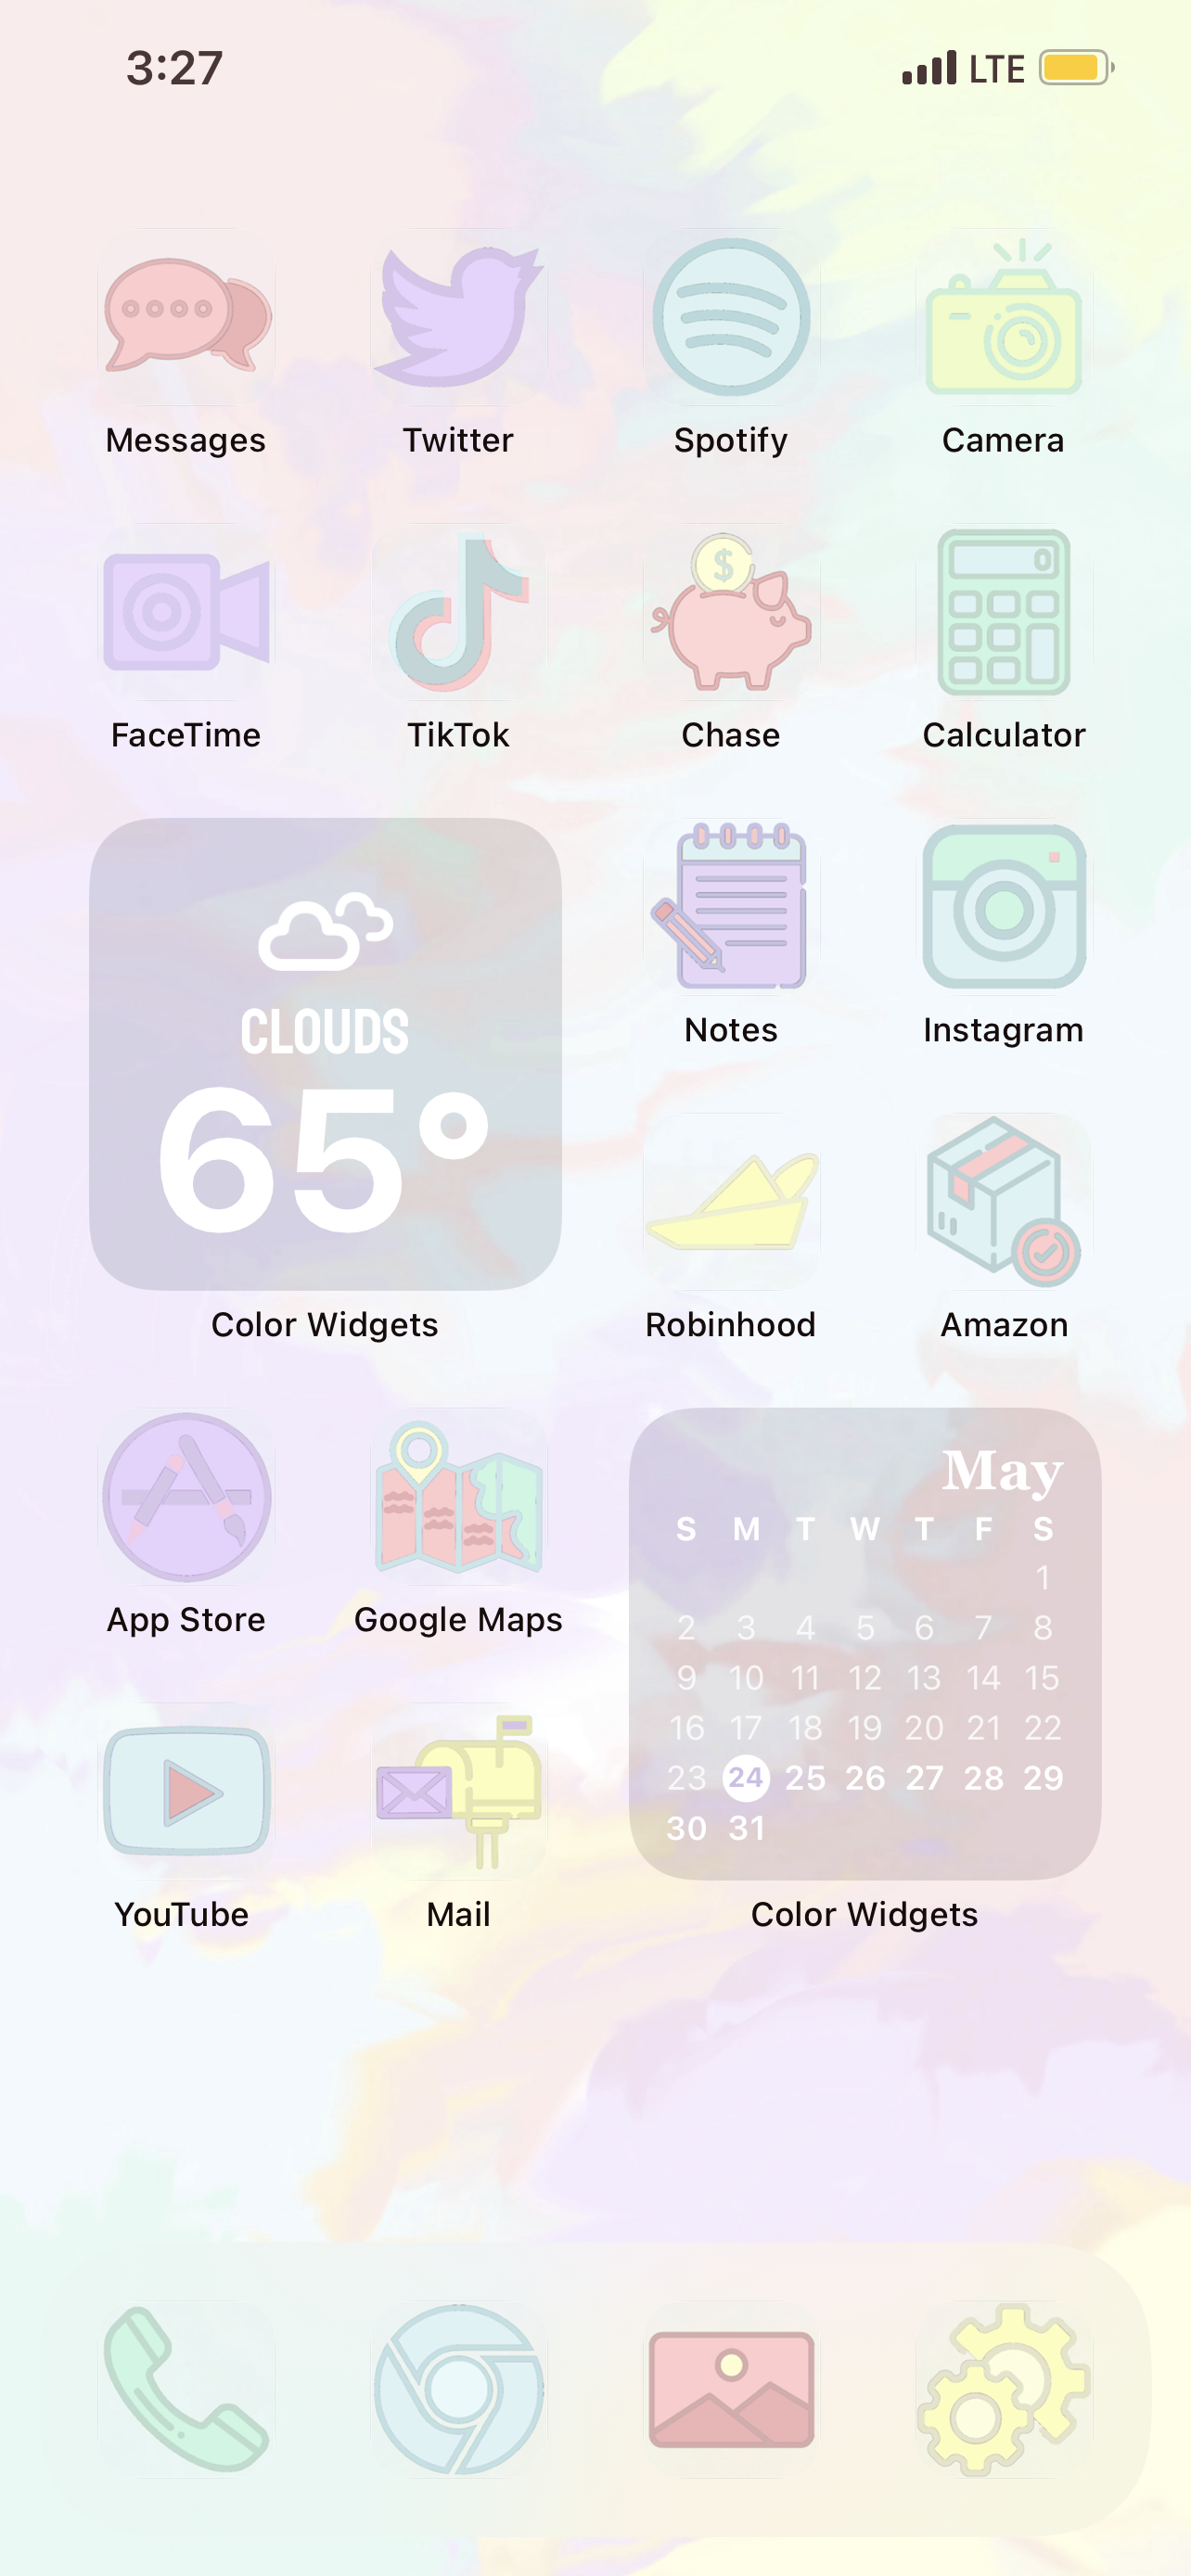 3:27 LTE
Messages Twitter Spotify Camera
$ 0
FaceTime TikTok Chase Calculator
CLOUDS
65°
Notes Instagram
Color Widgets Robinhood Amazon
May
S M T W T F S
1
2 3 4 5 6 7 8
9 10 11 12 13 14 15
16 17 18 19 20 21 22
23 24 25 26 27 28 29
30 31
App Store Google Maps
YouTube Mail Color Widgets